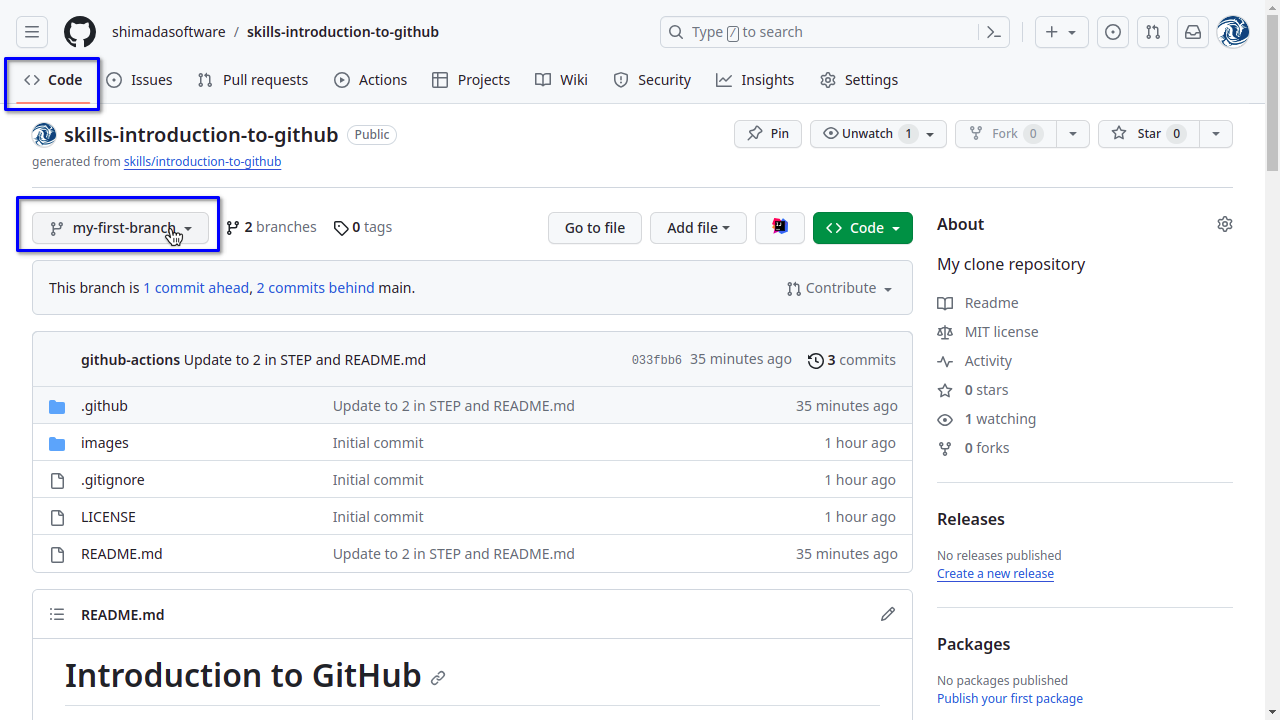 shimadasoftware / skills-introduction-to-github
Type / to search
Code Issues Pull requests Actions Projects Wiki Security Insights Settings
skills-introduction-to-github Public
Pin Unwatch 1 Fork 0 Star 0
generated from skills/introduction-to-github
my-first-branch 2 branches 0 tags Go to file Add file Code
This branch is 1 commit ahead, 2 commits behind main. Contribute
github-actions Update to 2 in STEP and README.md 033fbb6 35 minutes ago 3 commits
.github Update to 2 in STEP and README.md 35 minutes ago
images Initial commit 1 hour ago
.gitignore Initial commit 1 hour ago
LICENSE Initial commit 1 hour ago
README.md Update to 2 in STEP and README.md 35 minutes ago
README.md
Introduction to GitHub
About
My clone repository
Readme
MIT license
Activity
0 stars
1 watching
0 forks
Releases
No releases published
Create a new release
Packages
No packages published
Publish your first package